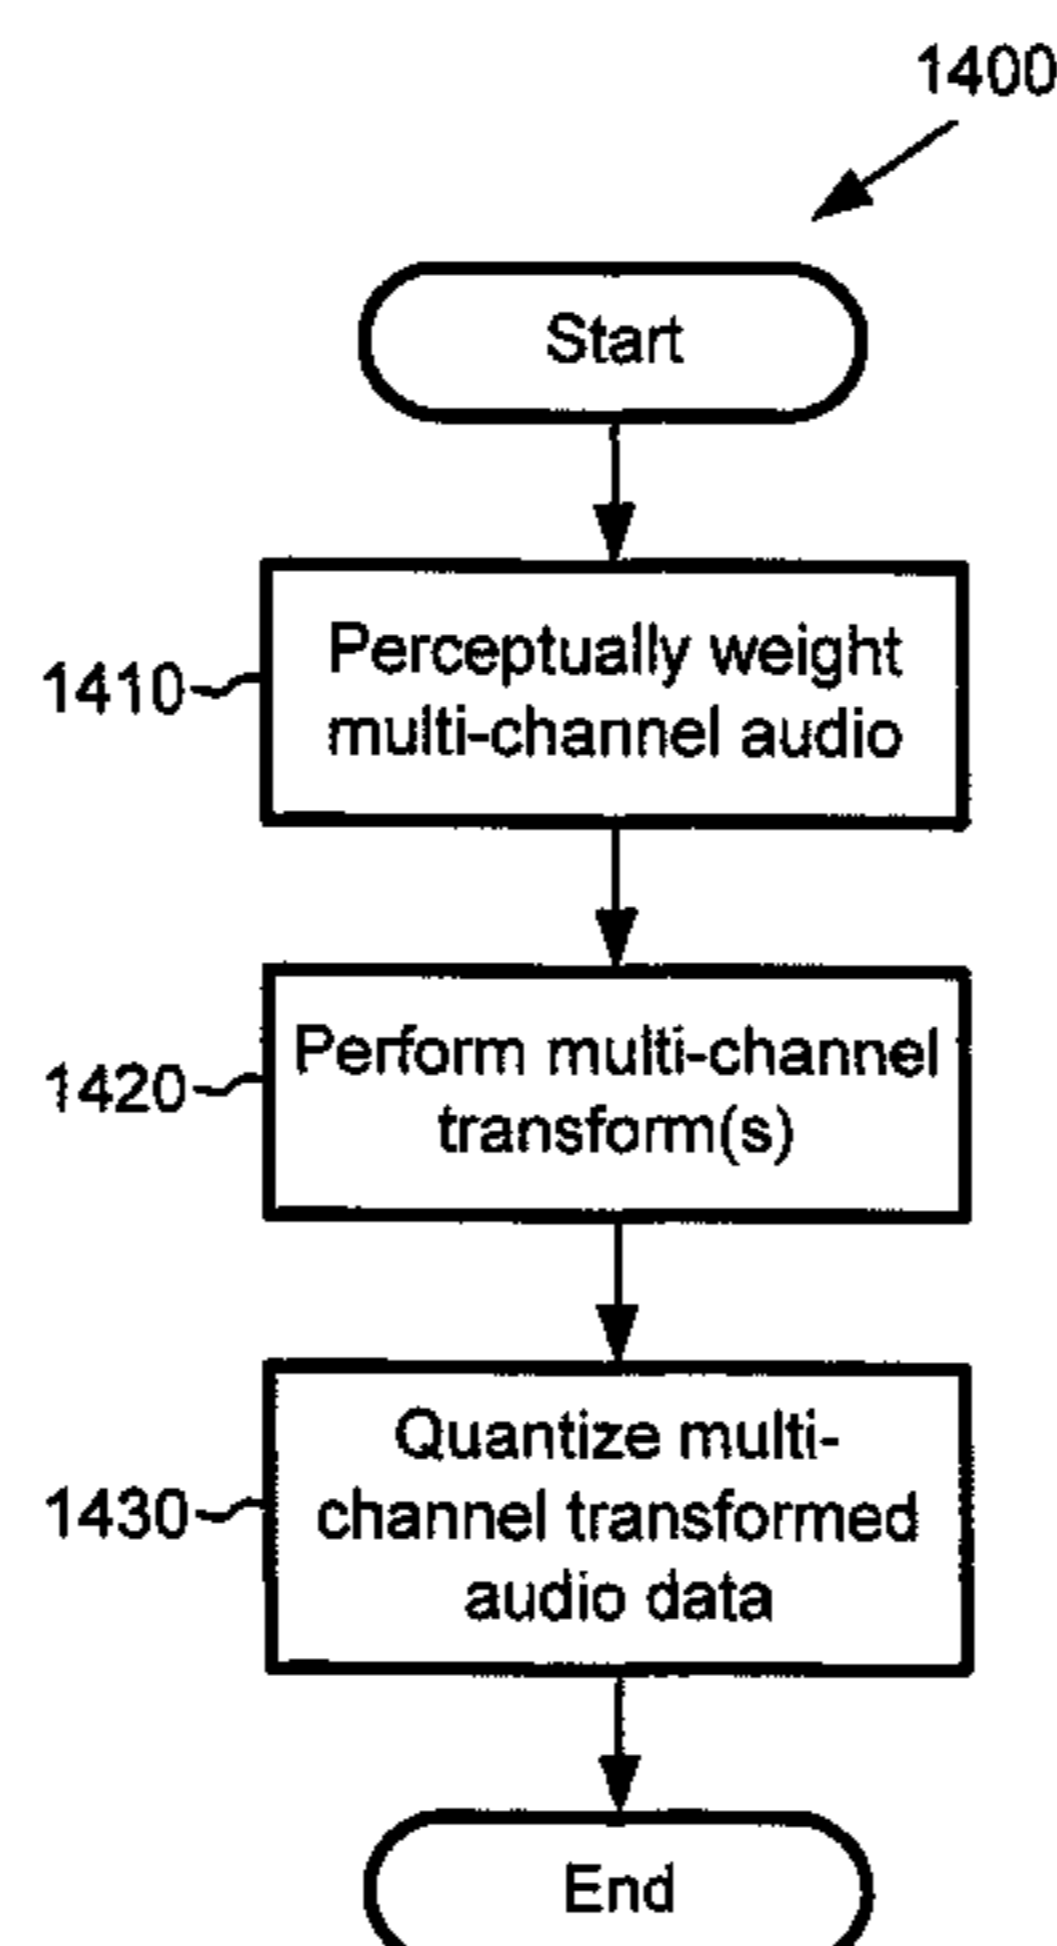 1400
Start
1410
Perceptually weight
multi-channel audio
1420
Perform multi-channel
transform(s)
1430
Quantize multi-
channel transformed
audio data
End